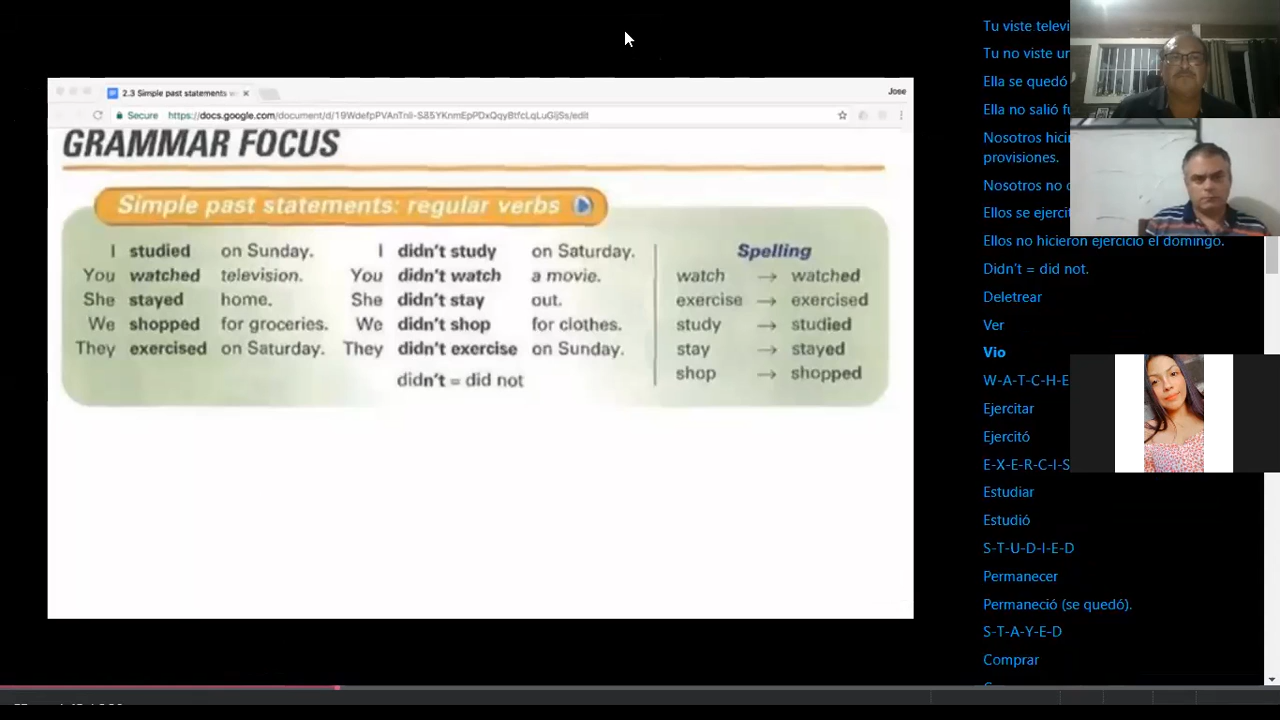 2.3 Simple past statements
Jose
Secure https://docs.google.com/document/d/
GRAMMAR FOCUS
Simple past statements: regular verbs
I studied on Sunday. I didn't study on Saturday.
You watched television. You didn't watch a movie.
She stayed home. She didn't stay out.
We shopped for groceries. We didn't shop for clothes.
They exercised on Saturday. They didn't exercise on Sunday.
didn't = did not
Spelling
watch → watched
exercise → exercised
study → studied
stay → stayed
shop → shopped
Tu viste televi
Tu no viste un
Ella se quedó
Ella no salió fu
Nosotros hicir
provisiones.
Nosotros no
Ellos se ejercit
Ellos no hicieron ejercicio el domingo.
Didn't = did not.
Deletrear
Ver
Vio
W-A-T-C-H-E
Ejercitar
Ejercitó
E-X-E-R-C-I-S
Estudiar
Estudió
S-T-U-D-I-E-D
Permanecer
Permaneció (se quedó).
S-T-A-Y-E-D
Comprar